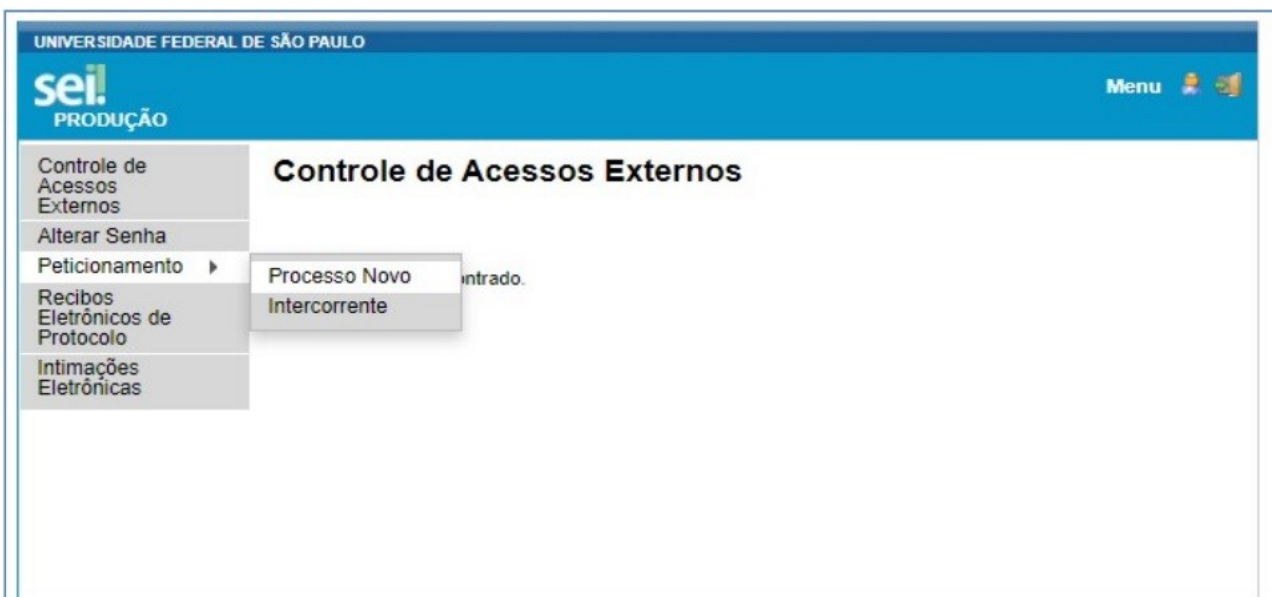 UNIVERSIDADE FEDERAL DE SÃO PAULO
sei!
PRODUÇÃO
Menu
Controle de
Acessos
Externos
Alterar Senha
Peticionamento
Recibos
Eletrônicos de
Protocolo
Intimações
Eletrônicas
Controle de Acessos Externos
Processo Novo
Intercorrente